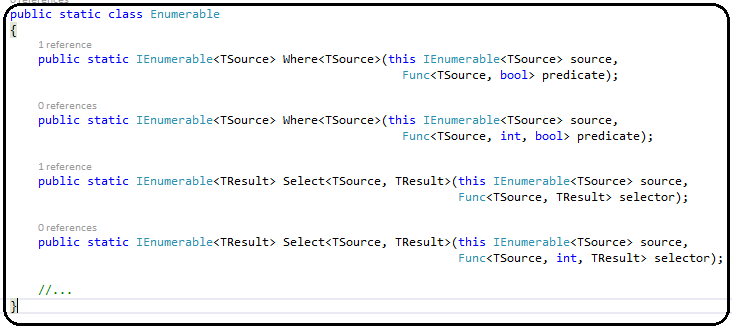 0 references
public static class Enumerable
{
1 reference
public static IEnumerable<TSource> Where<TSource>(this IEnumerable<TSource> source,
Func<TSource, bool> predicate);
0 references
public static IEnumerable<TSource> Where<TSource>(this IEnumerable<TSource> source,
Func<TSource, int, bool> predicate);
1 reference
public static IEnumerable<TResult> Select<TSource, TResult>(this IEnumerable<TSource> source,
Func<TSource, TResult> selector);
0 references
public static IEnumerable<TResult> Select<TSource, TResult>(this IEnumerable<TSource> source,
Func<TSource, int, TResult> selector);
//...
}